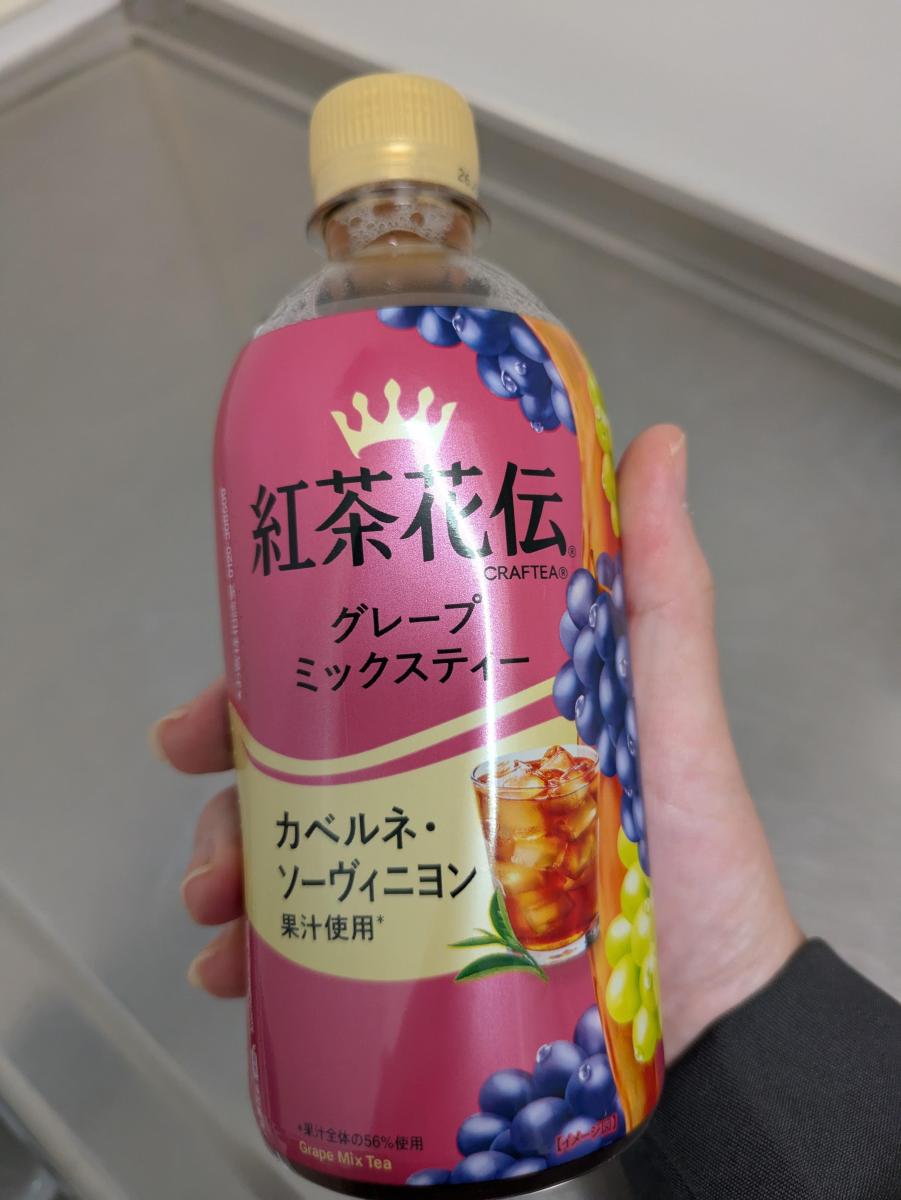 26.
紅茶花伝®
CRAFTEA®
グレープ
ミックスティー
カベルネ・
ソーヴィニヨン
果汁使用*
*果汁全体の56%使用
Grape Mix Tea
【イメージ図】